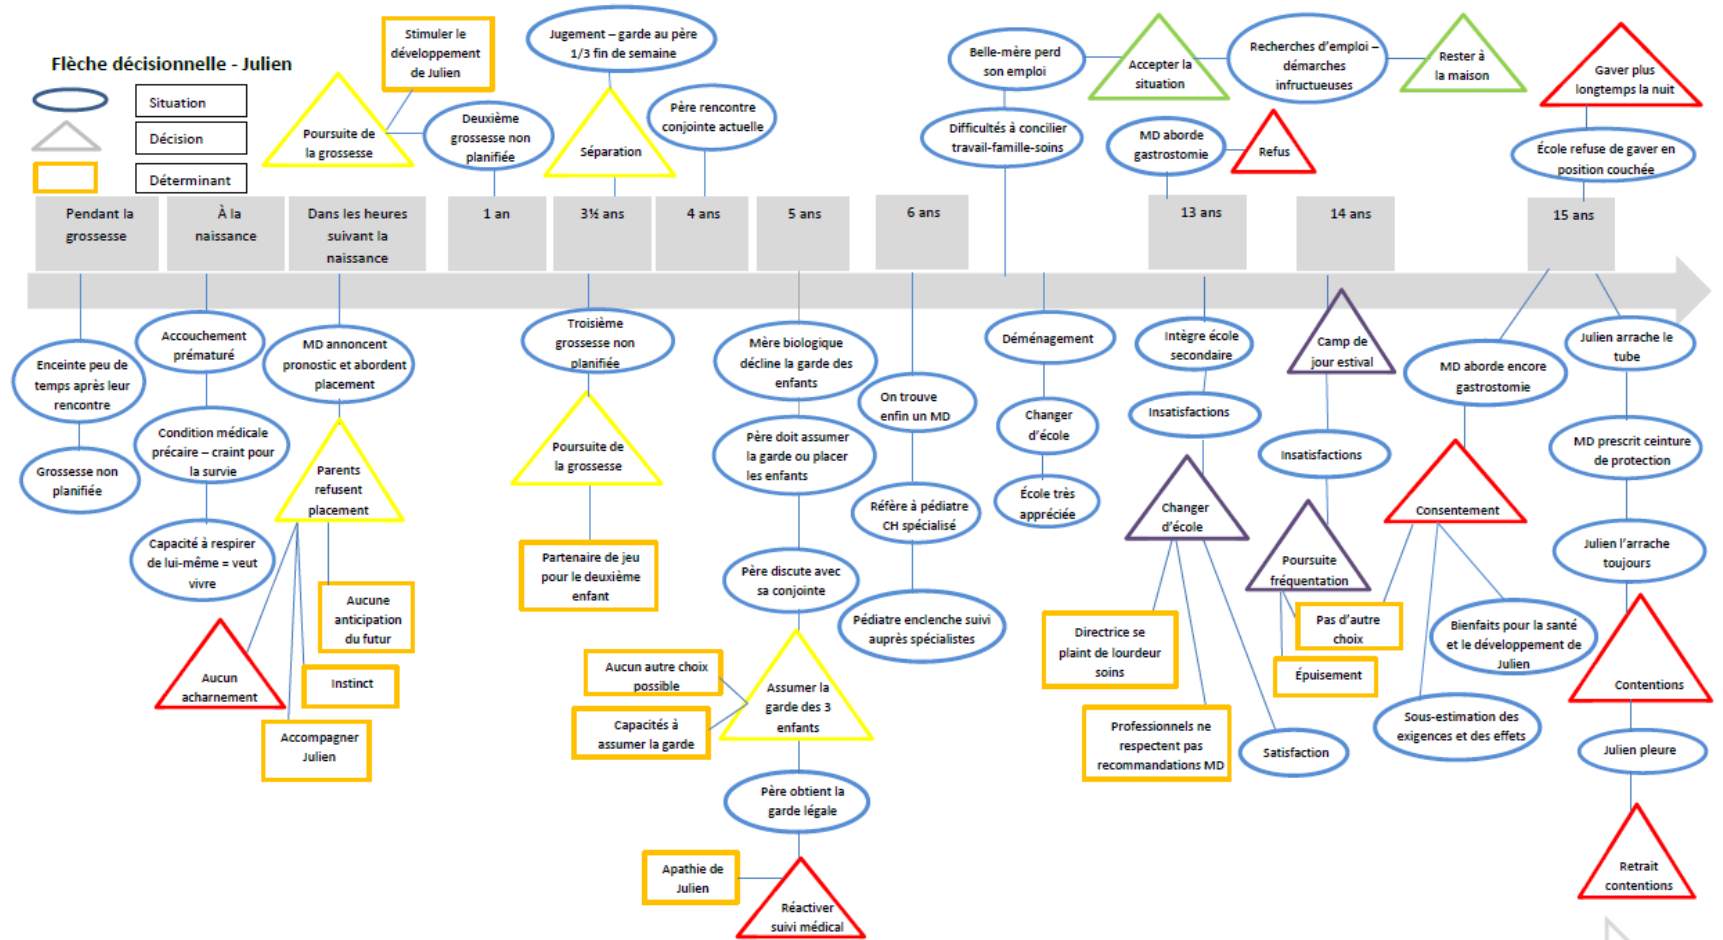 Flèche décisionnelle - Julien
Situation
Décision
Déterminant
Stimuler le
développement
de Julien
Poursuite de
la grossesse
Deuxième
grossesse non
planifiée
Jugement – garde au père
1/3 fin de semaine
Séparation
Père rencontre
conjointe actuelle
Belle-mère perd
son emploi
Accepter la
situation
Recherches d'emploi –
démarches
infructueuses
Rester à
la maison
Difficultés à concilier
travail-famille-soins
MD aborde
gastrostomie
Refus
Gaver plus
longtemps la nuit
École refuse de gaver en
position couchée
Pendant la
grossesse
À la
naissance
Dans les heures
suivant la
naissance
1 an
3½ ans
4 ans
5 ans
6 ans
13 ans
14 ans
15 ans
Enceinte peu de
temps après leur
rencontre
Grossesse non
planifiée
Accouchement
prématuré
Condition médicale
précaire – craint pour
la survie
Capacité à respirer
de lui-même = veut
vivre
MD annoncent
pronostic et abordent
placement
Parents
refusent
placement
Aucun
acharnement
Accompagner
Julien
Instinct
Aucune
anticipation
du futur
Troisième
grossesse non
planifiée
Poursuite de
la grossesse
Partenaire de jeu
pour le deuxième
enfant
Mère biologique
décline la garde des
enfants
Père doit assumer
la garde ou placer
les enfants
Père discute avec
sa conjointe
Aucun autre choix
possible
Capacités à
assumer la garde
Assumer la
garde des 3
enfants
Père obtient la
garde légale
Apathie de
Julien
Réactiver
suivi médical
On trouve
enfin un MD
Réfère à pédiatre
CH spécialisé
Pédiatre enclenche suivi
auprès spécialistes
Déménagement
Changer
d'école
École très
appréciée
Intègre école
secondaire
Insatisfactions
Changer
d'école
Directrice se
plaint de lourdeur
soins
Professionnels ne
respectent pas
recommandations MD
Satisfaction
Camp de
jour estival
Insatisfactions
Poursuite
fréquentation
Pas d'autre
choix
Épuisement
MD aborde encore
gastrostomie
Consentement
Bienfaits pour la santé
et le développement de
Julien
Sous-estimation des
exigences et des effets
Julien arrache le
tube
MD prescrit ceinture
de protection
Julien l'arrache
toujours
Contentions
Julien pleure
Retrait
contentions